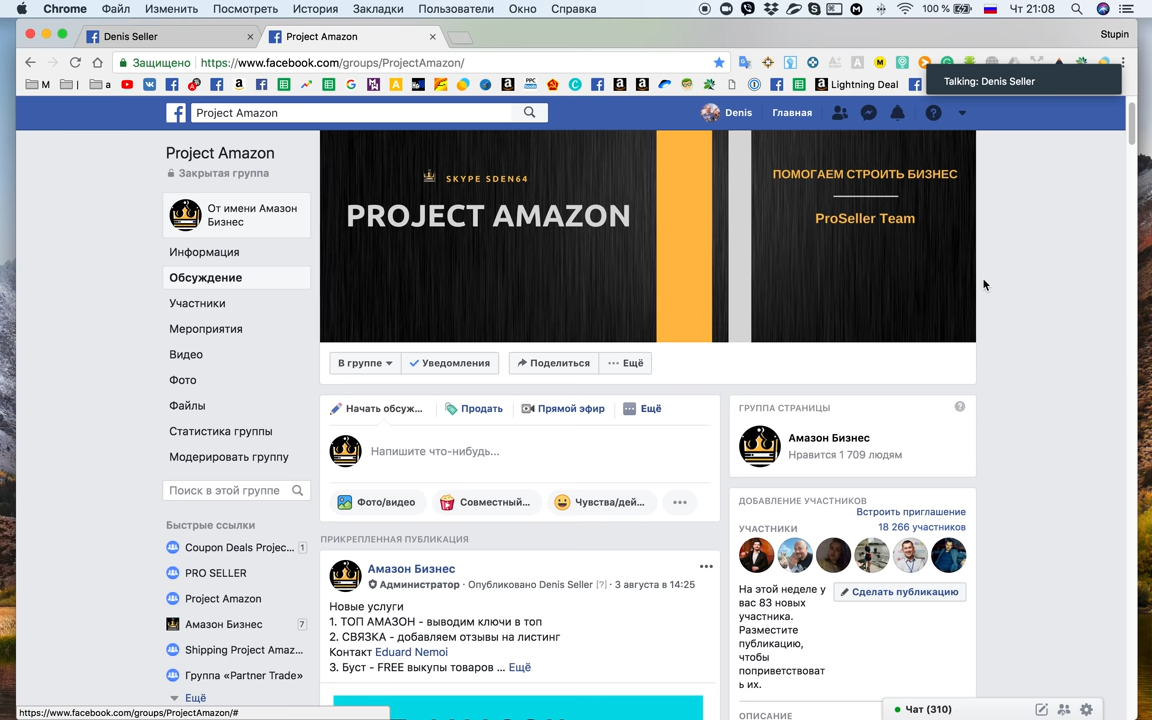 Chrome Файл Изменить Посмотреть История Закладки Пользователи Окно Справка 100 % Чт 21:08
Denis Seller Project Amazon Stupin
Защищено https://www.facebook.com/groups/ProjectAmazon/
M а Lightning Deal
Talking: Denis Seller
Project Amazon Denis Главная
Project Amazon
Закрытая группа
От имени Амазон
Бизнес
Информация
Обсуждение
Участники
Мероприятия
Видео
Фото
Файлы
Статистика группы
Модерировать группу
Поиск в этой группе
Быстрые ссылки
Coupon Deals Projec... 1
PRO SELLER
Project Amazon
Амазон Бизнес 7
Shipping Project Amaz...
Группа «Partner Trade»
Ещё
https://www.facebook.com/groups/ProjectAmazon/#
SKYPE SDEN64
PROJECT AMAZON
ПОМОГАЕМ СТРОИТЬ БИЗНЕС
ProSeller Team
В группе Уведомления Поделиться ··· Ещё
Начать обсуж... Продать Прямой эфир Ещё
Напишите что-нибудь...
Фото/видео Совместный... Чувства/дей...
ПРИКРЕПЛЕННАЯ ПУБЛИКАЦИЯ
Амазон Бизнес
Администратор · Опубликовано Denis Seller [?] · 3 августа в 14:25
Новые услуги
1. ТОП АМАЗОН - выводим ключи в топ
2. СВЯЗКА - добавляем отзывы на листинг
Контакт Eduard Nemoi
3. Буст - FREE выкупы товаров ... Ещё
ГРУППА СТРАНИЦЫ
Амазон Бизнес
Нравится 1 709 людям
ДОБАВЛЕНИЕ УЧАСТНИКОВ
Встроить приглашение
УЧАСТНИКИ 18 266 участников
На этой неделе у
вас 83 новых
участника.
Разместите
публикацию,
чтобы
поприветствоват
ь их.
Сделать публикацию
ОПИСАНИЕ
Чат (310)